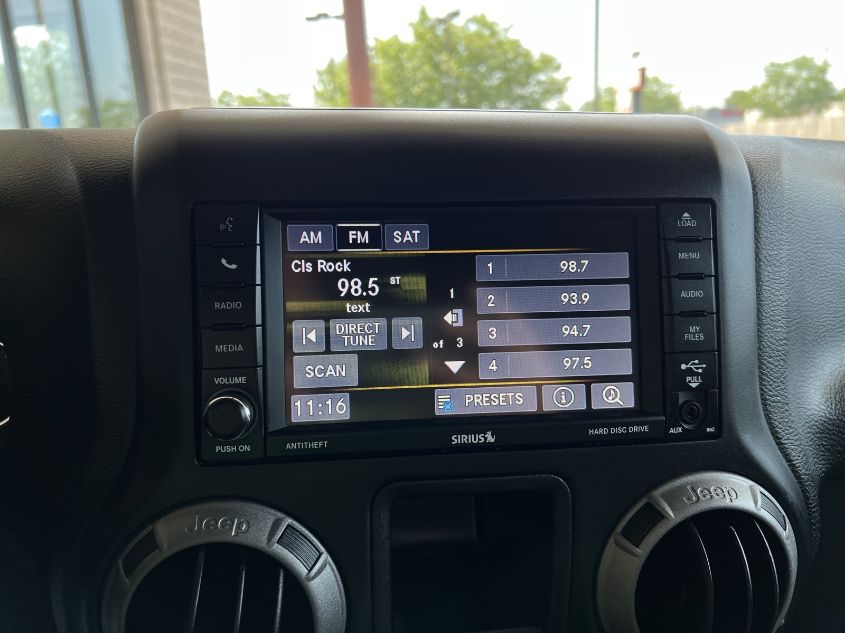 AM FM SAT
LOAD
Cls Rock
98.5 ST
text
1 98.7
MENU
1
2 93.9
RADIO
DIRECT
TUNE
of 3
3 94.7
AUDIO
MY
FILES
MEDIA
SCAN
4 97.5
PULL
VOLUME
11:16
PRESETS
i
PUSH ON
ANTITHEFT
SIRIUS
HARD DISC DRIVE
AUX
Jeep
Jeep